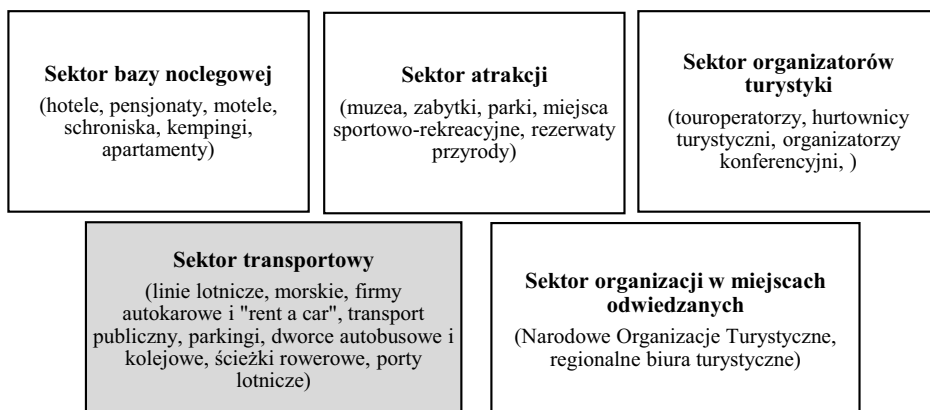 Sektor bazy noclegowej
(hotele, pensjonaty, motele,
schroniska, kempingi,
apartamenty)
Sektor atrakcji
(muzea, zabytki, parki, miejsca
sportowo-rekreacyjne, rezerwaty
przyrody)
Sektor organizatorów
turystyki
(touroperatorzy, hurtownicy
turystyczni, organizatorzy
konferencyjni, )
Sektor transportowy
(linie lotnicze, morskie, firmy
autokarowe i "rent a car", transport
publiczny, parkingi, dworce autobusowe i
kolejowe, ścieżki rowerowe, porty
lotnicze)
Sektor organizacji w miejscach
odwiedzanych
(Narodowe Organizacje Turystyczne,
regionalne biura turystyczne)